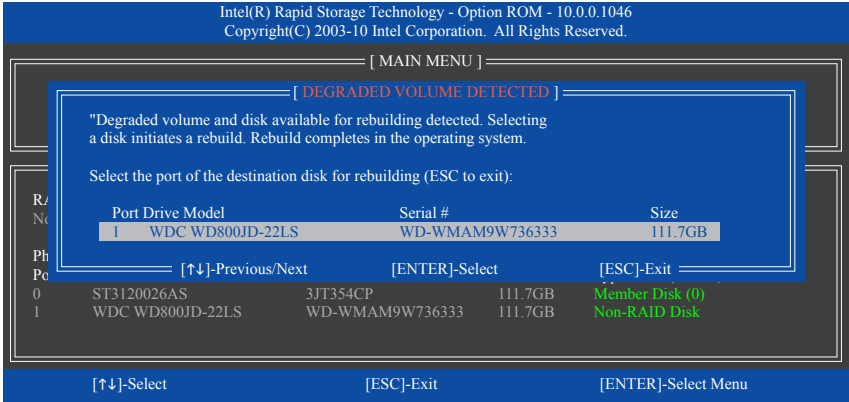 Intel(R) Rapid Storage Technology - Option ROM - 10.0.0.1046
Copyright(C) 2003-10 Intel Corporation. All Rights Reserved.
[ MAIN MENU ]
[ DEGRADED VOLUME DETECTED ]
"Degraded volume and disk available for rebuilding detected. Selecting
a disk initiates a rebuild. Rebuild completes in the operating system.
Select the port of the destination disk for rebuilding (ESC to exit):
Port Drive Model Serial # Size
1 WDC WD800JD-22LS WD-WMAM9W736333 111.7GB
[↑↓]-Previous/Next [ENTER]-Select [ESC]-Exit
0 ST3120026AS 3JT354CP 111.7GB Member Disk (0)
1 WDC WD800JD-22LS WD-WMAM9W736333 111.7GB Non-RAID Disk
[↑↓]-Select [ESC]-Exit [ENTER]-Select Menu